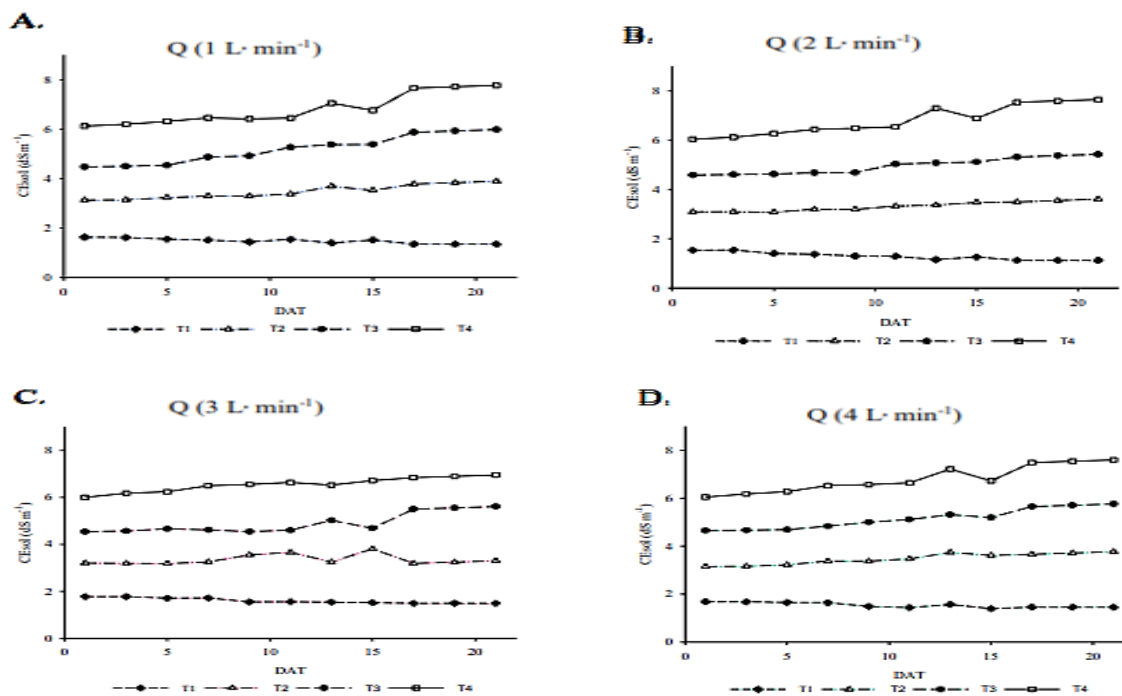 A.
Q (1 L· min⁻¹)
8
6
4
2
0
CEsol (dS m⁻¹)
0 5 10 15 20
DAT
T1 T2 T3 T4
B.
Q (2 L· min⁻¹)
8
6
4
2
0
CEsol (dS m⁻¹)
0 5 10 15 20
DAT
T1 T2 T3 T4
C.
Q (3 L· min⁻¹)
8
6
4
2
0
CEsol (dS m⁻¹)
0 5 10 15 20
DAT
T1 T2 T3 T4
D.
Q (4 L· min⁻¹)
8
6
4
2
0
CEsol (dS m⁻¹)
0 5 10 15 20
DAT
T1 T2 T3 T4